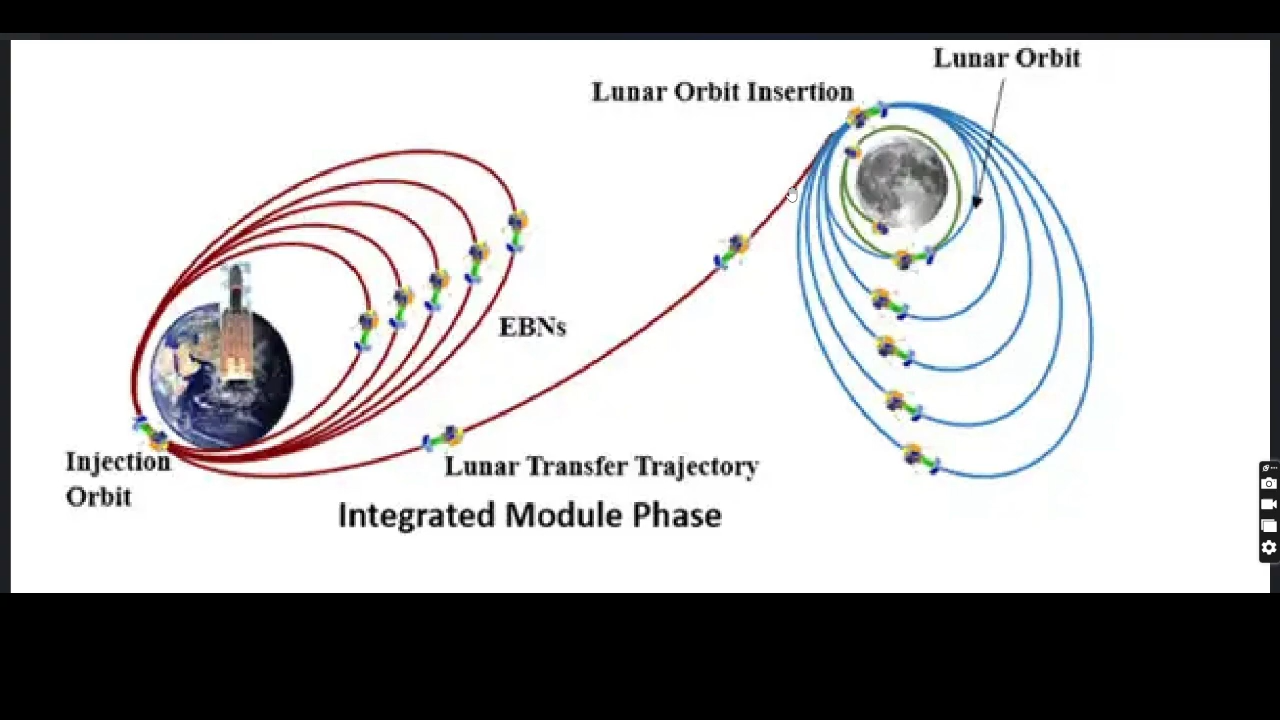 Lunar Orbit
Lunar Orbit Insertion
EBNs
Injection
Orbit
Lunar Transfer Trajectory
Integrated Module Phase